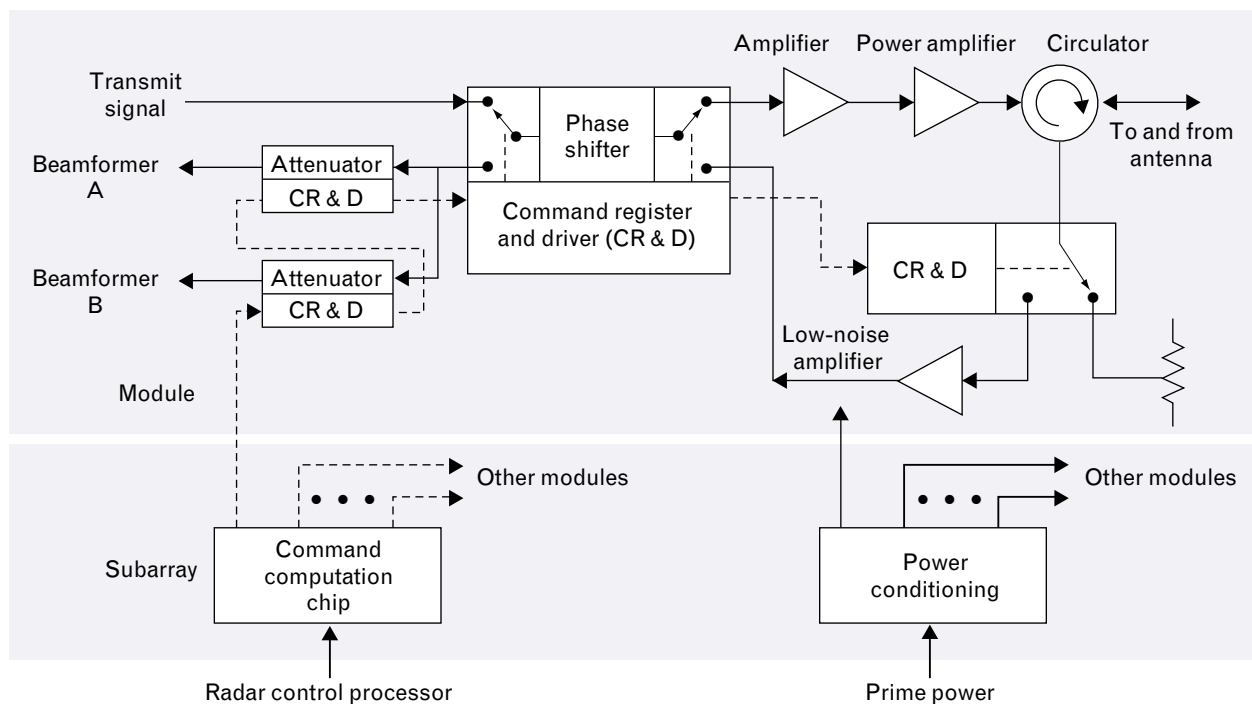 Amplifier
Power amplifier
Circulator
Transmit
signal
Phase
shifter
To and from
antenna
Beamformer
A
Attenuator
CR & D
Command register
and driver (CR & D)
CR & D
Beamformer
B
Attenuator
CR & D
Low-noise
amplifier
Module
Other modules
Other modules
Subarray
Command
computation
chip
Power
conditioning
Radar control processor
Prime power